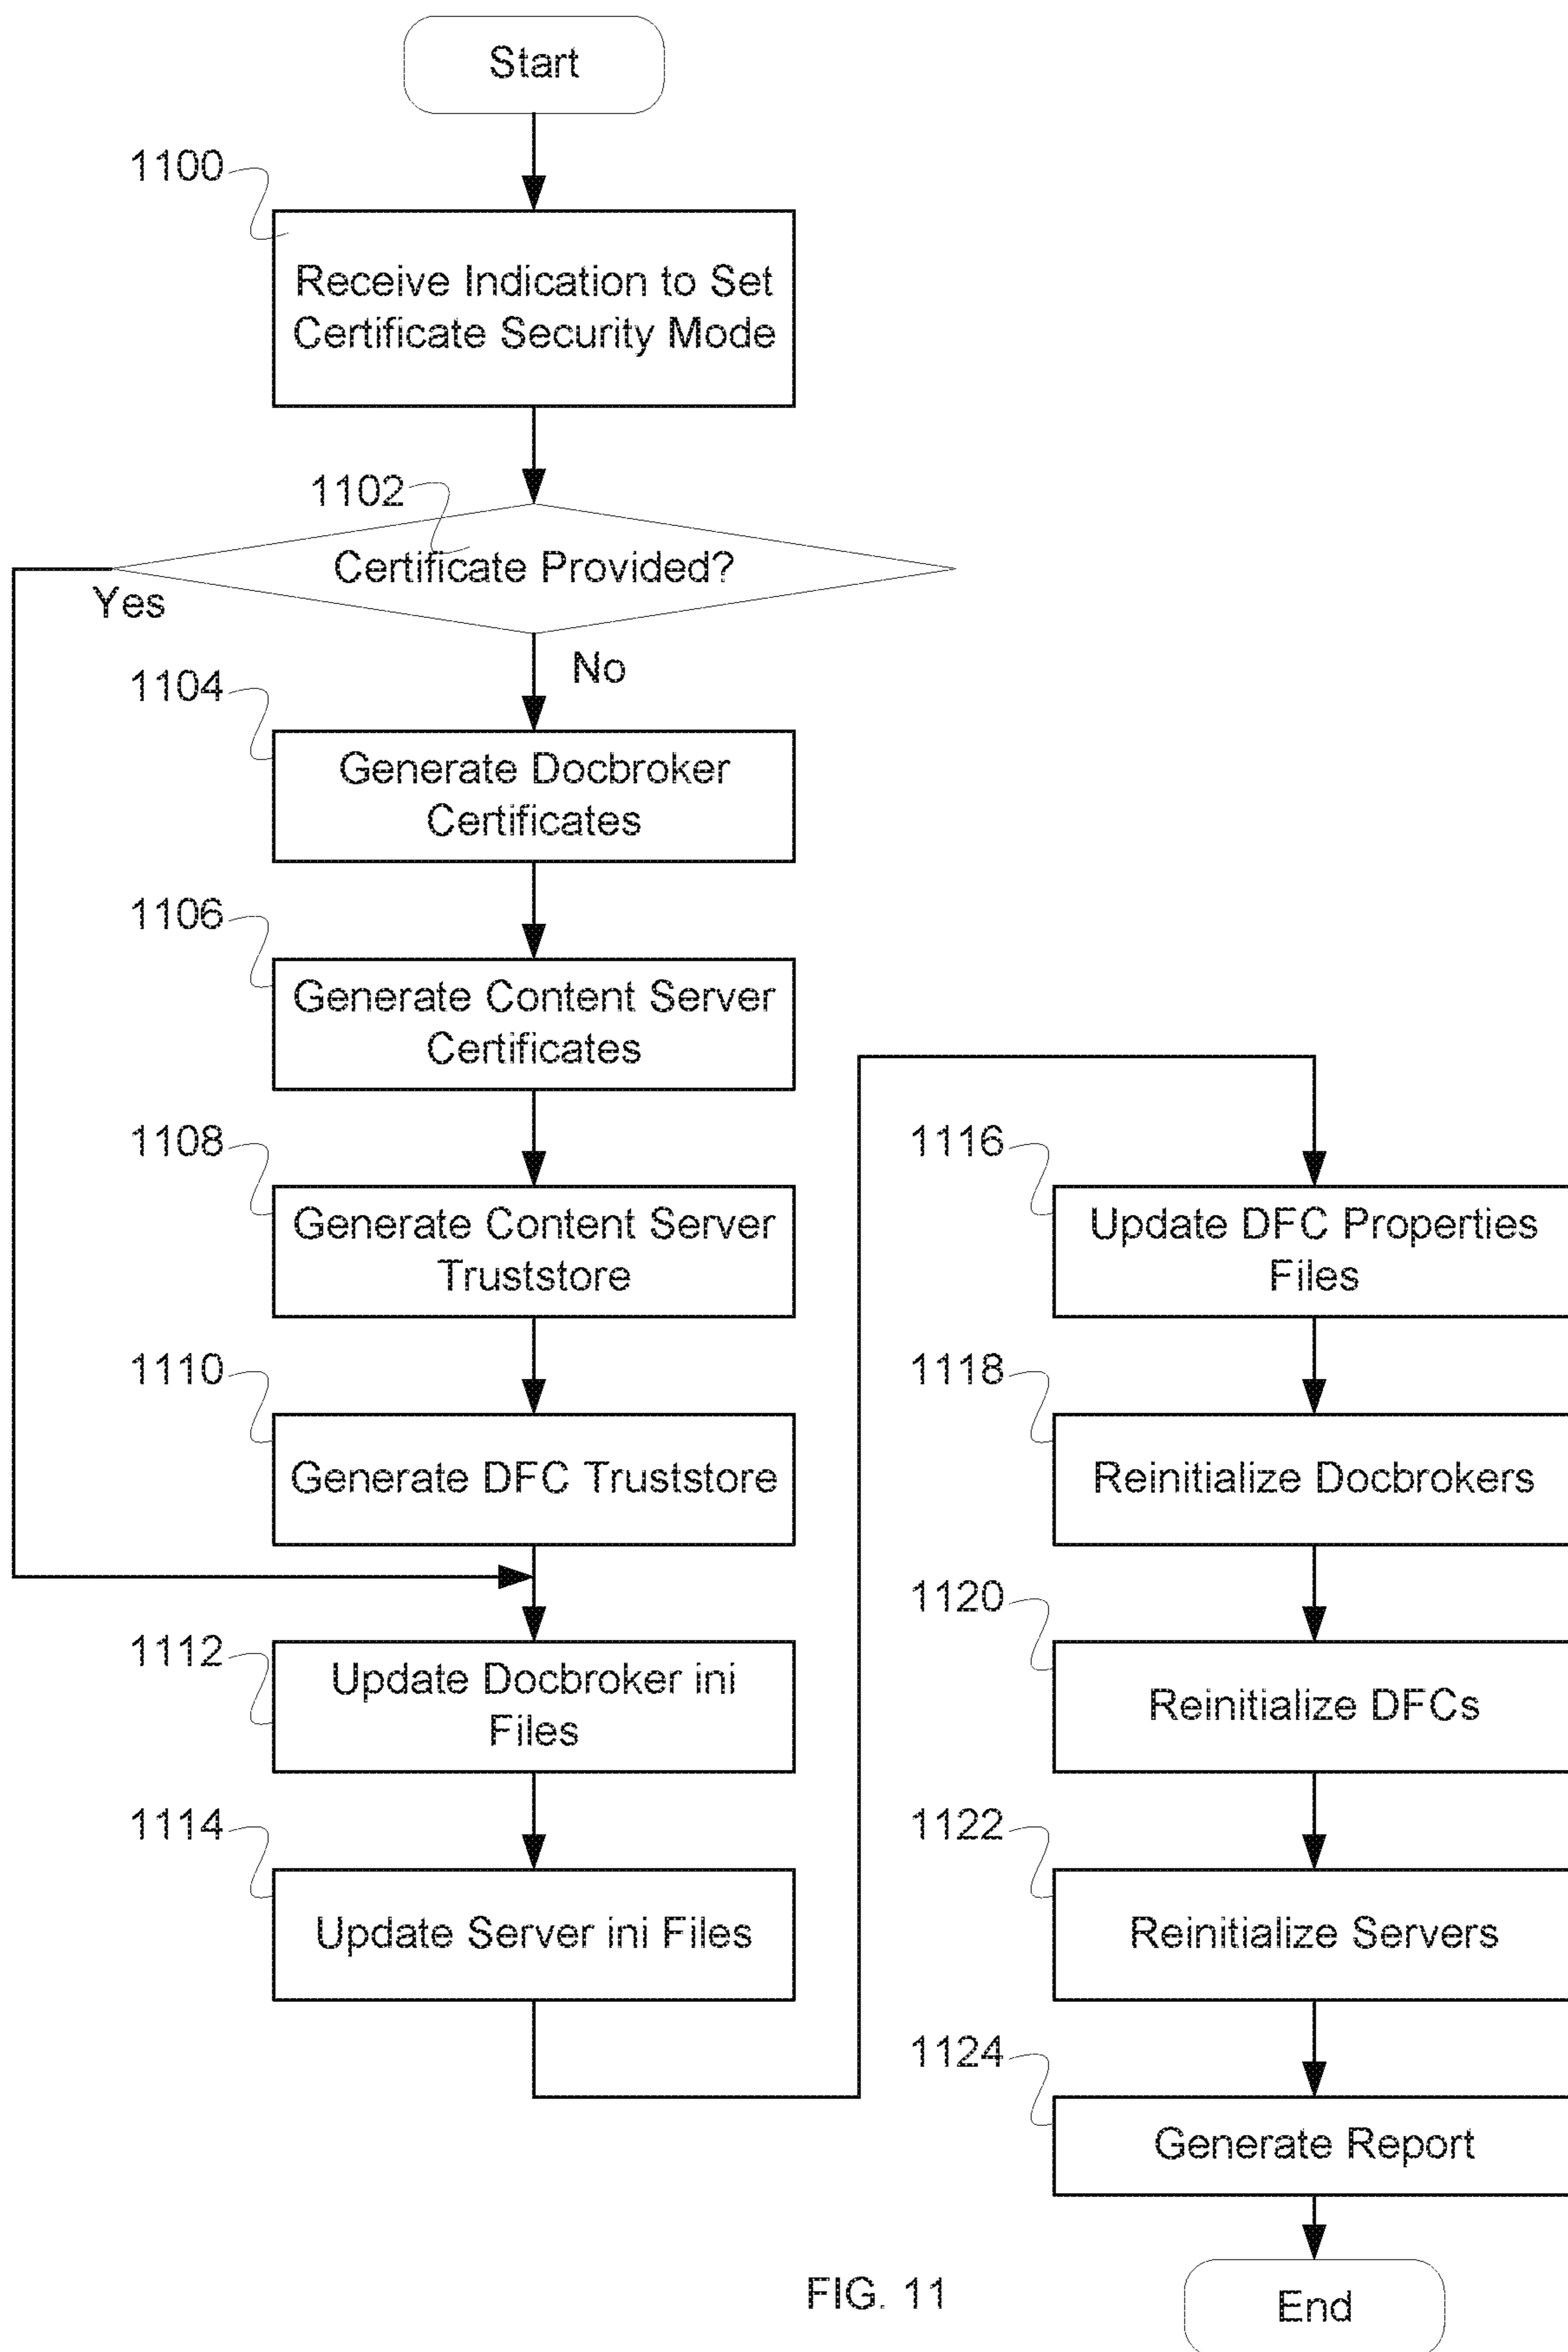 Start
1100
Receive Indication to Set
Certificate Security Mode
1102
Certificate Provided?
Yes
No
1104
Generate Docbroker
Certificates
1106
Generate Content Server
Certificates
1108
Generate Content Server
Truststore
1110
Generate DFC Truststore
1112
Update Docbroker ini
Files
1114
Update Server ini Files
1116
Update DFC Properties
Files
1118
Reinitialize Docbrokers
1120
Reinitialize DFCs
1122
Reinitialize Servers
1124
Generate Report
End
FIG. 11